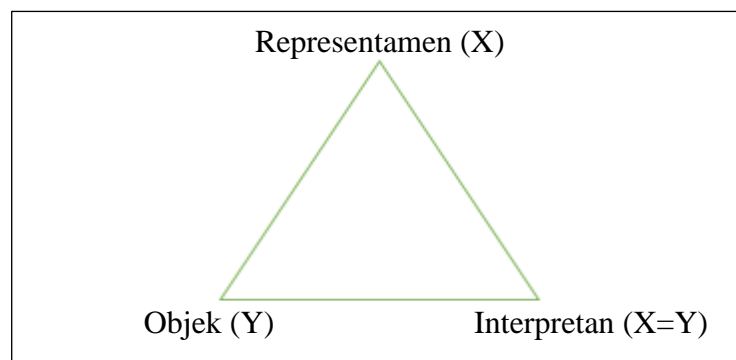 Representamen (X)
Objek (Y)
Interpretan (X=Y)